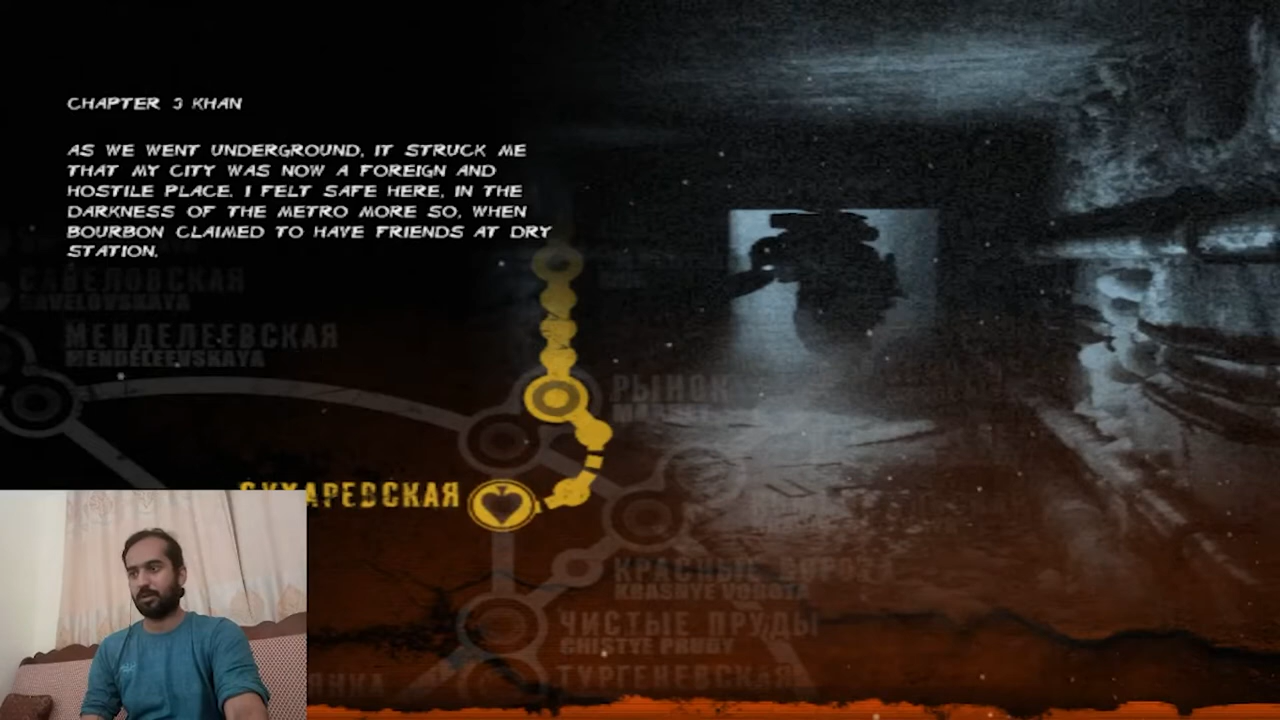 CHAPTER 3 KHAN
AS WE WENT UNDERGROUND, IT STRUCK ME
THAT MY CITY WAS NOW A FOREIGN AND
HOSTILE PLACE. I FELT SAFE HERE, IN THE
DARKNESS OF THE METRO MORE SO, WHEN
BOURBON CLAIMED TO HAVE FRIENDS AT DRY
STATION.
САВЕЛОВСКАЯ
SAVELOVSKAYA
МЕНДЕЛЕЕВСКАЯ
MENDELEEVSKAYA
РЫНОК
MARKET
СУХАРЕВСКАЯ
КРАСНЫЕ ВОРОТА
KRASNYE VOROTA
ЧИСТЫЕ ПРУДЫ
CHISTYE PRUDY
ТУРГЕНЕВСКАЯ